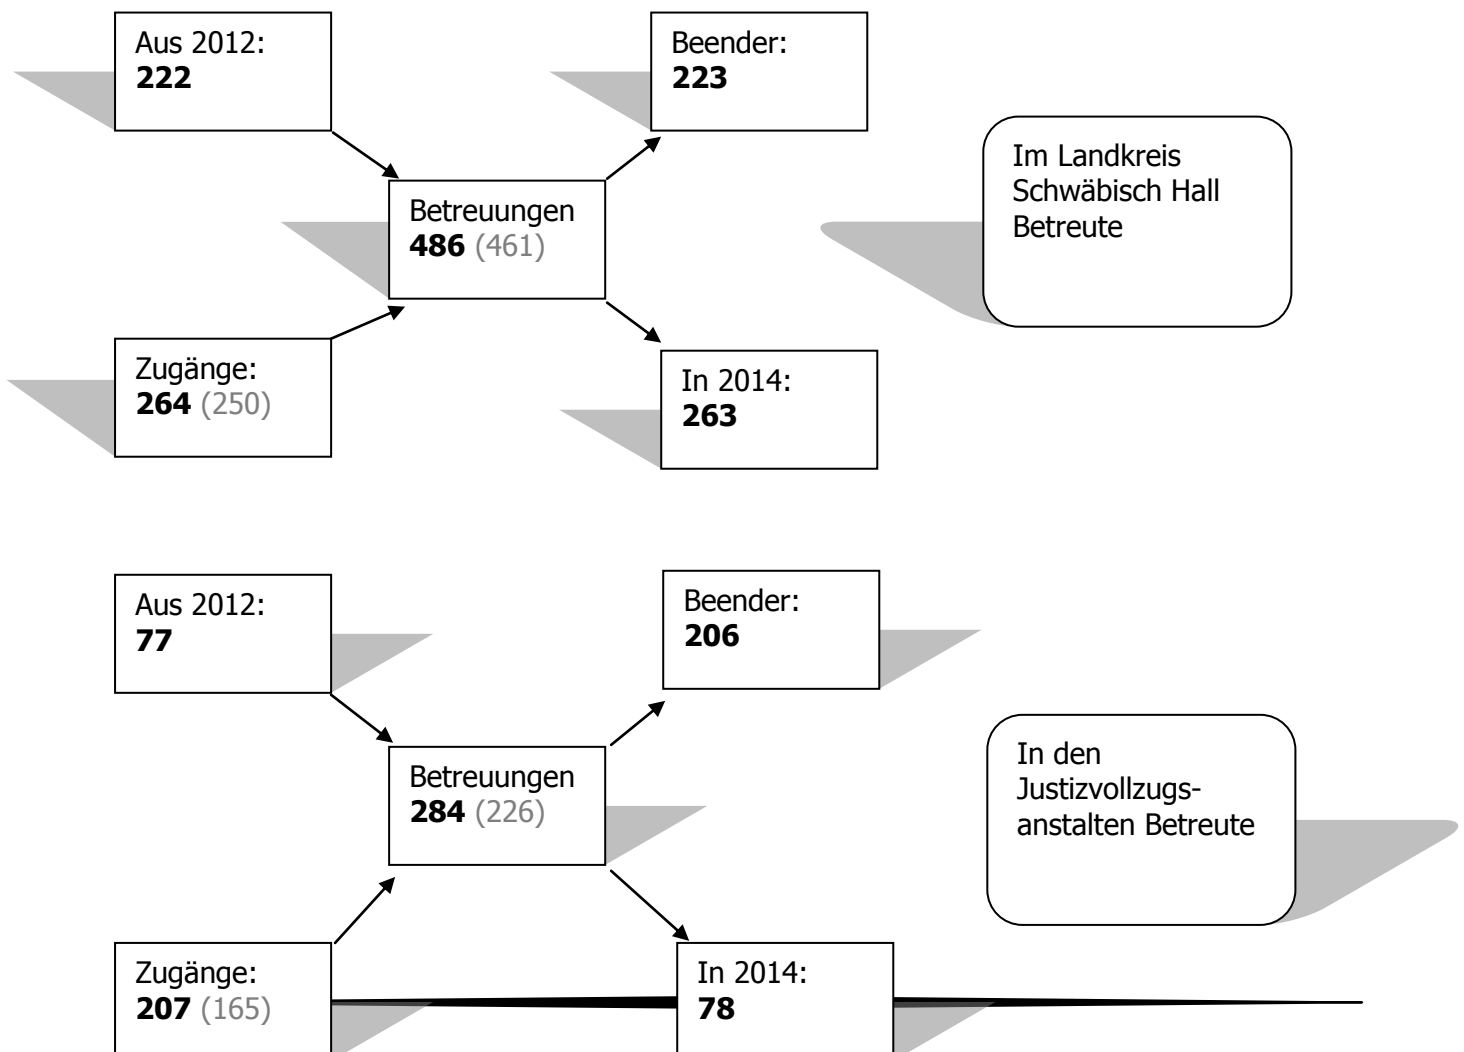 Aus 2012:
222
Beender:
223
Im Landkreis
Schwäbisch Hall
Betreute
Betreuungen
486 (461)
Zugänge:
264 (250)
In 2014:
263
Aus 2012:
77
Beender:
206
In den
Justizvollzugs-
anstalten Betreute
Betreuungen
284 (226)
Zugänge:
207 (165)
In 2014:
78